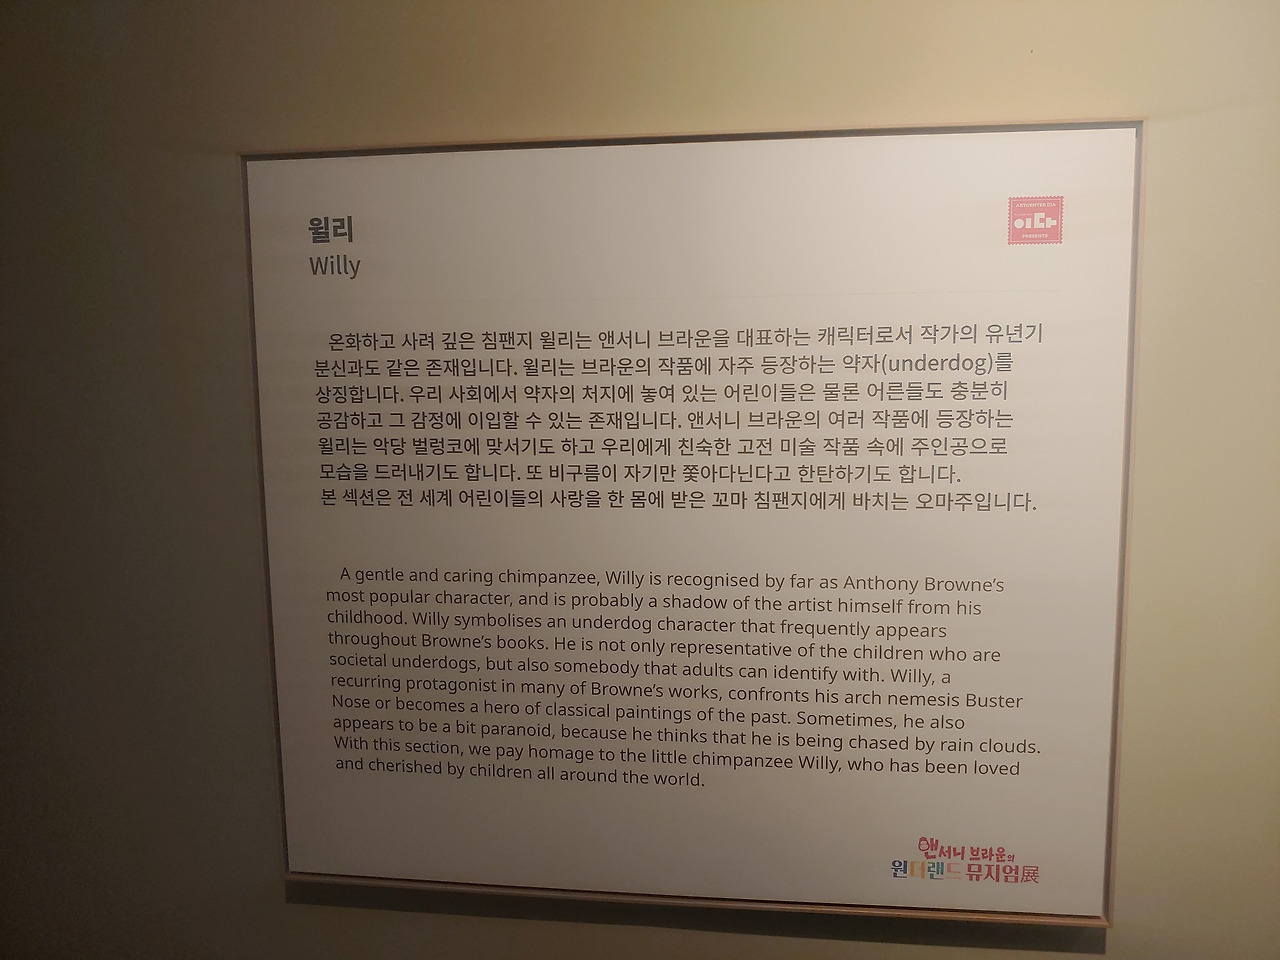 윌리
Willy
ARTCENTER IDA
이다
PRESENTS
온화하고 사려 깊은 침팬지 윌리는 앤서니 브라운을 대표하는 캐릭터로서 작가의 유년기
분신과도 같은 존재입니다. 윌리는 브라운의 작품에 자주 등장하는 약자(underdog)를
상징합니다. 우리 사회에서 약자의 처지에 놓여 있는 어린이들은 물론 어른들도 충분히
공감하고 그 감정에 이입할 수 있는 존재입니다. 앤서니 브라운의 여러 작품에 등장하는
윌리는 악당 벌렁코에 맞서기도 하고 우리에게 친숙한 고전 미술 작품 속에 주인공으로
모습을 드러내기도 합니다. 또 비구름이 자기만 쫓아다닌다고 한탄하기도 합니다.
본 섹션은 전 세계 어린이들의 사랑을 한 몸에 받은 꼬마 침팬지에게 바치는 오마주입니다.
A gentle and caring chimpanzee, Willy is recognised by far as Anthony Browne's
most popular character, and is probably a shadow of the artist himself from his
childhood. Willy symbolises an underdog character that frequently appears
throughout Browne's books. He is not only representative of the children who are
societal underdogs, but also somebody that adults can identify with. Willy, a
recurring protagonist in many of Browne's works, confronts his arch nemesis Buster
Nose or becomes a hero of classical paintings of the past. Sometimes, he also
appears to be a bit paranoid, because he thinks that he is being chased by rain clouds.
With this section, we pay homage to the little chimpanzee Willy, who has been loved
and cherished by children all around the world.
앤서니 브라운의
원더랜드 뮤지엄展